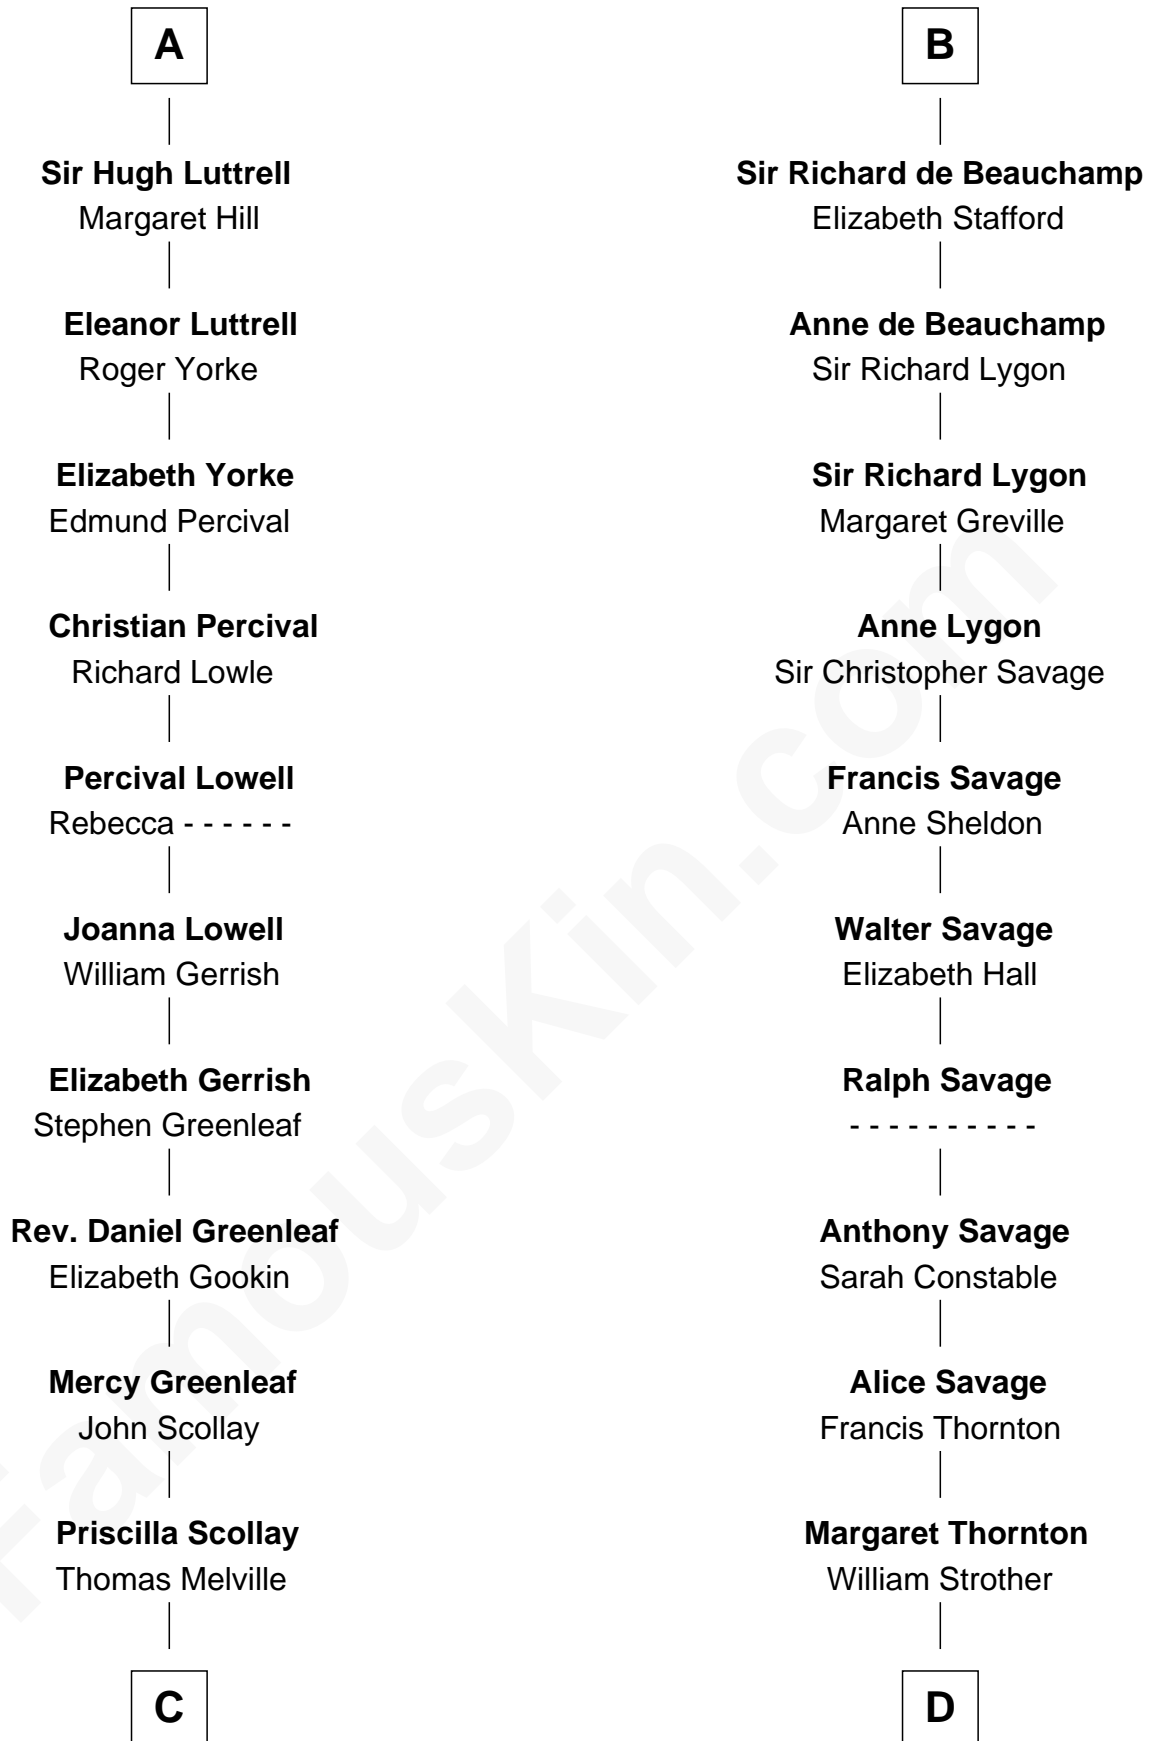 A
Sir Hugh Luttrell
Margaret Hill
Eleanor Luttrell
Roger Yorke
Elizabeth Yorke
Edmund Percival
Christian Percival
Richard Lowle
Percival Lowell
Rebecca - - - - - -
Joanna Lowell
William Gerrish
Elizabeth Gerrish
Stephen Greenleaf
Rev. Daniel Greenleaf
Elizabeth Gookin
Mercy Greenleaf
John Scollay
Priscilla Scollay
Thomas Melville
C
B
Sir Richard de Beauchamp
Elizabeth Stafford
Anne de Beauchamp
Sir Richard Lygon
Sir Richard Lygon
Margaret Greville
Anne Lygon
Sir Christopher Savage
Francis Savage
Anne Sheldon
Walter Savage
Elizabeth Hall
Ralph Savage
- - - - - - - - - -
Anthony Savage
Sarah Constable
Alice Savage
Francis Thornton
Margaret Thornton
William Strother
D
FamousKin.com